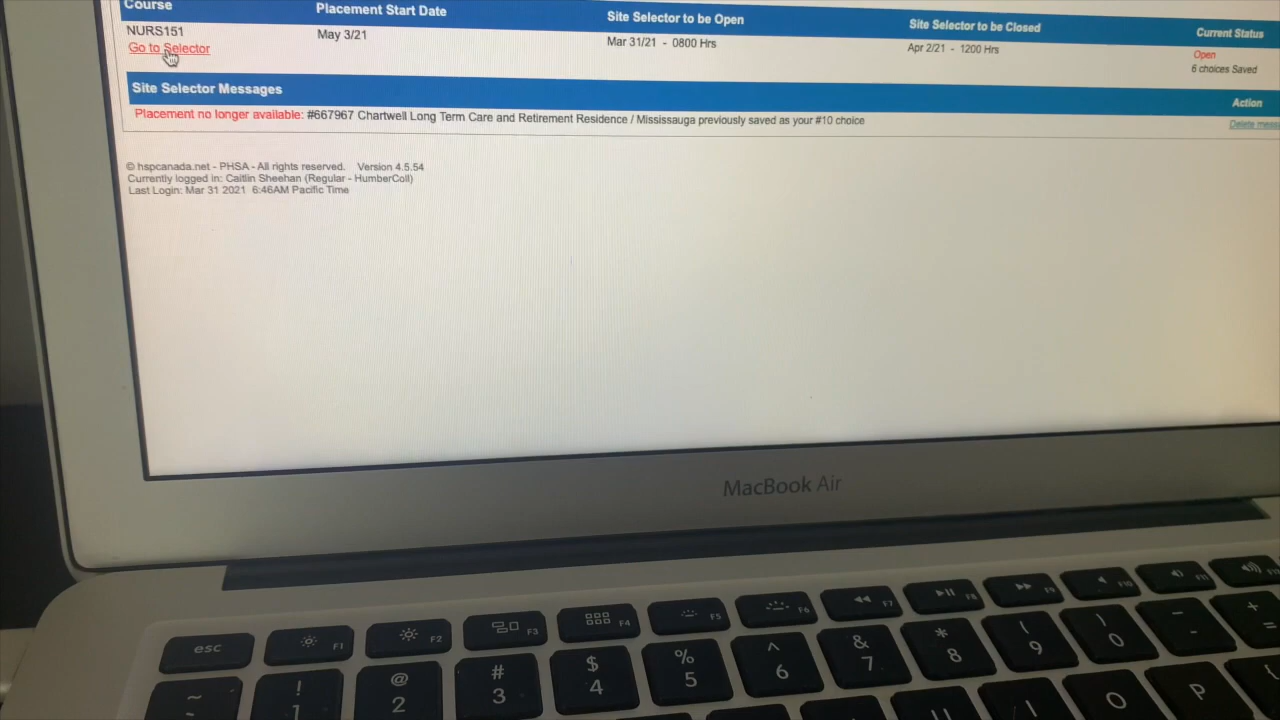 Course Placement Start Date Site Selector to be Open Site Selector to be Closed Current Status
NURS151 May 3/21 Mar 31/21 - 0800 Hrs Apr 2/21 - 1200 Hrs Open
Go to Selector 6 choices Saved
Site Selector Messages Action
Placement no longer available: #667967 Chartwell Long Term Care and Retirement Residence / Mississauga previously saved as your #10 choice Delete
© hspcanada.net - PHSA - All rights reserved. Version 4.5.54
Currently logged in: Caitlin Sheehan (Regular - HumberColl)
Last Login: Mar 31 2021 6:46AM Pacific Time
MacBook Air
esc F1 F2 F3 F4 F5 F6 F7 F8 F9 F10 F11
~ ! @ # $ % ^ & * ( ) - +
1 2 3 4 5 6 7 8 9 0 - =
U I O P {